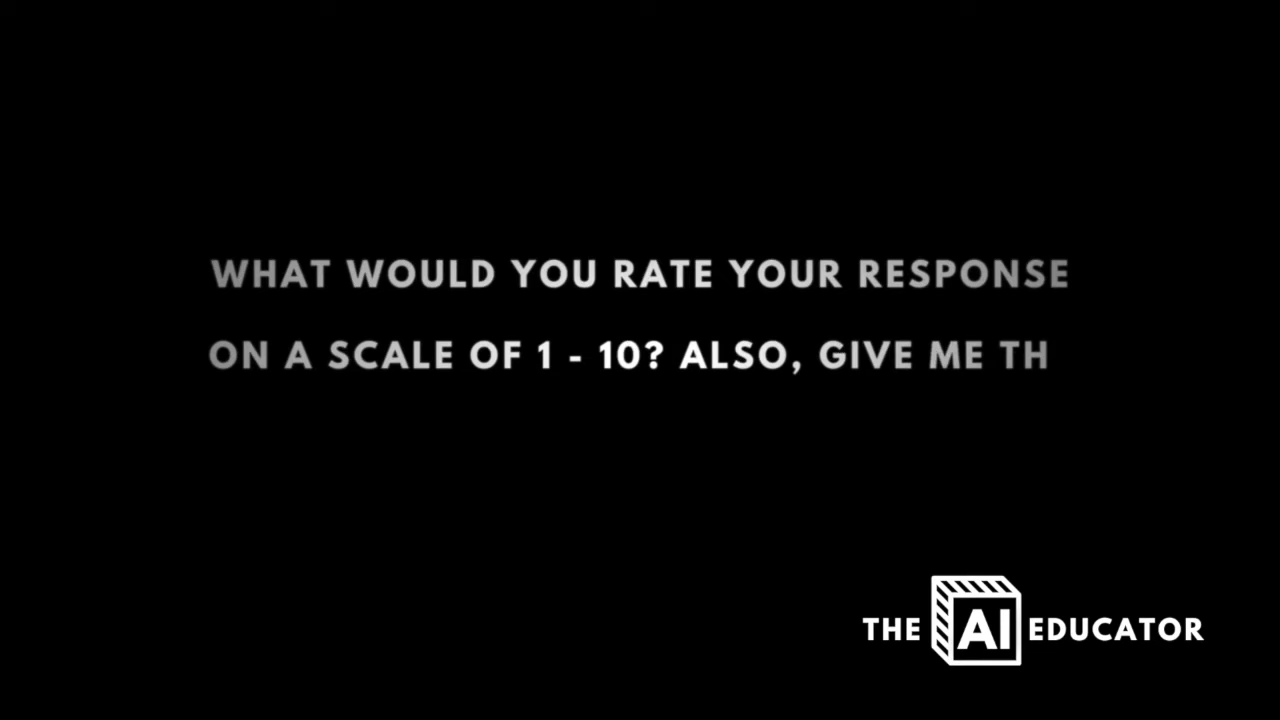 WHAT WOULD YOU RATE YOUR RESPONSE
ON A SCALE OF 1 - 10? ALSO, GIVE ME TH
THE AI EDUCATOR